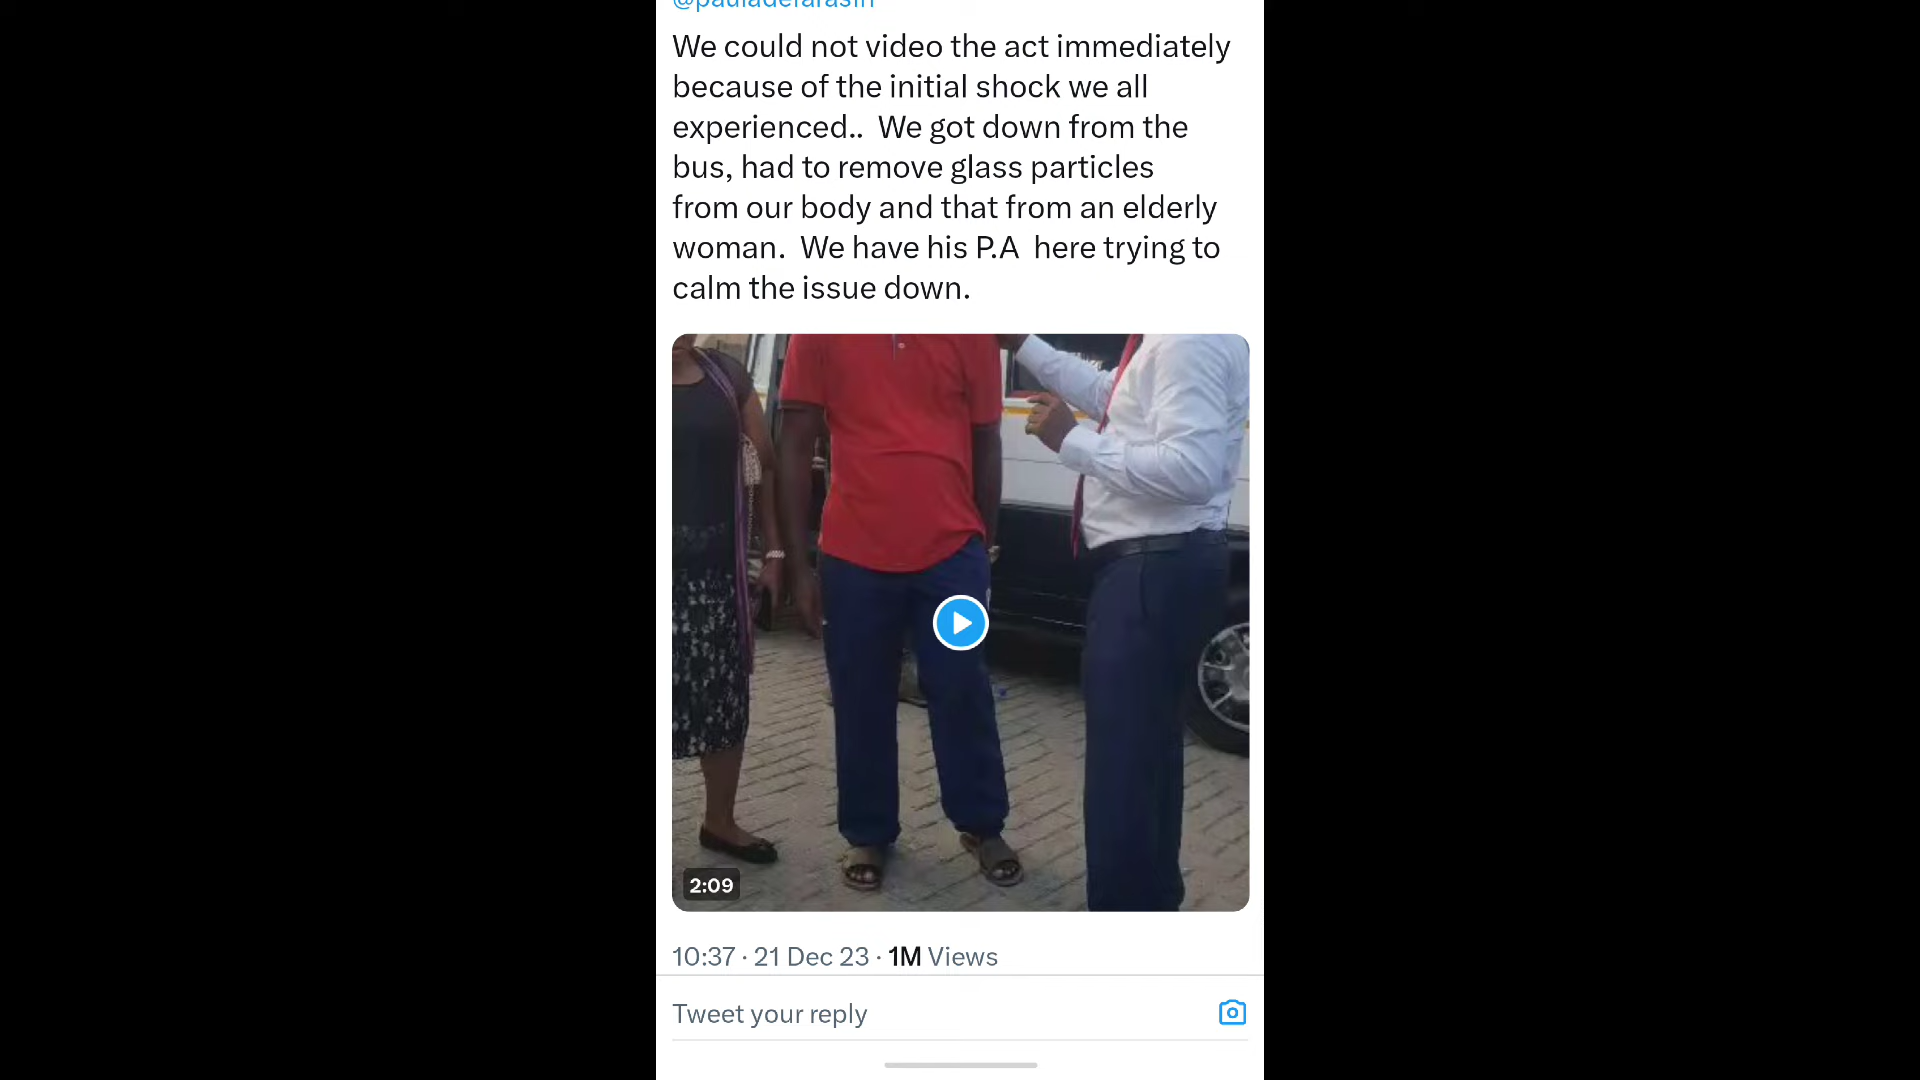 @pauladefarasin
We could not video the act immediately
because of the initial shock we all
experienced..  We got down from the
bus, had to remove glass particles
from our body and that from an elderly
woman.  We have his P.A  here trying to
calm the issue down.
2:09
10:37 · 21 Dec 23 · 1M Views
Tweet your reply